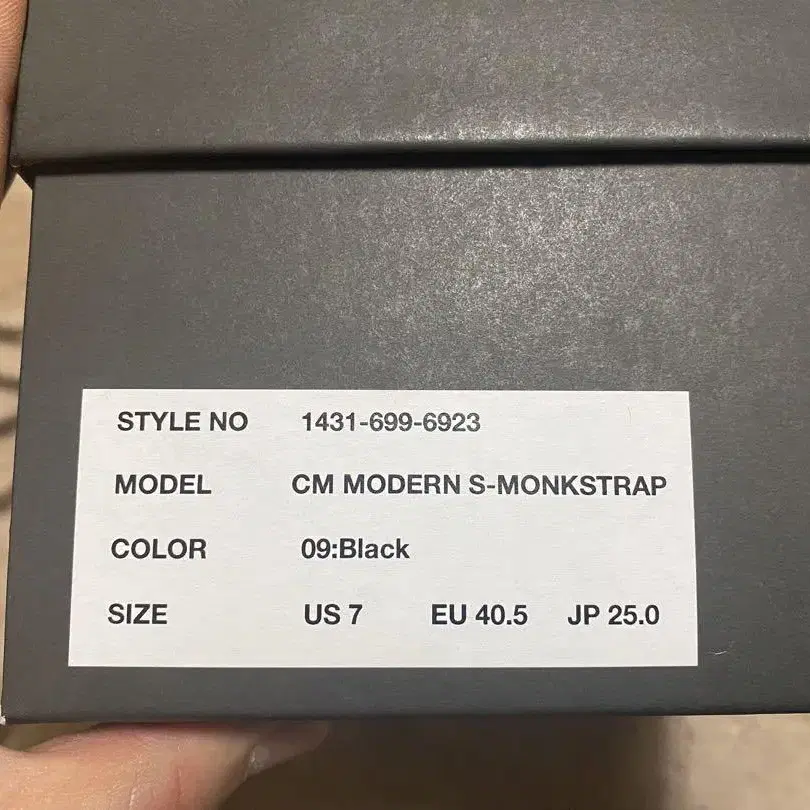 STYLE NO 1431-699-6923
MODEL CM MODERN S-MONKSTRAP
COLOR 09:Black
SIZE US 7 EU 40.5 JP 25.0